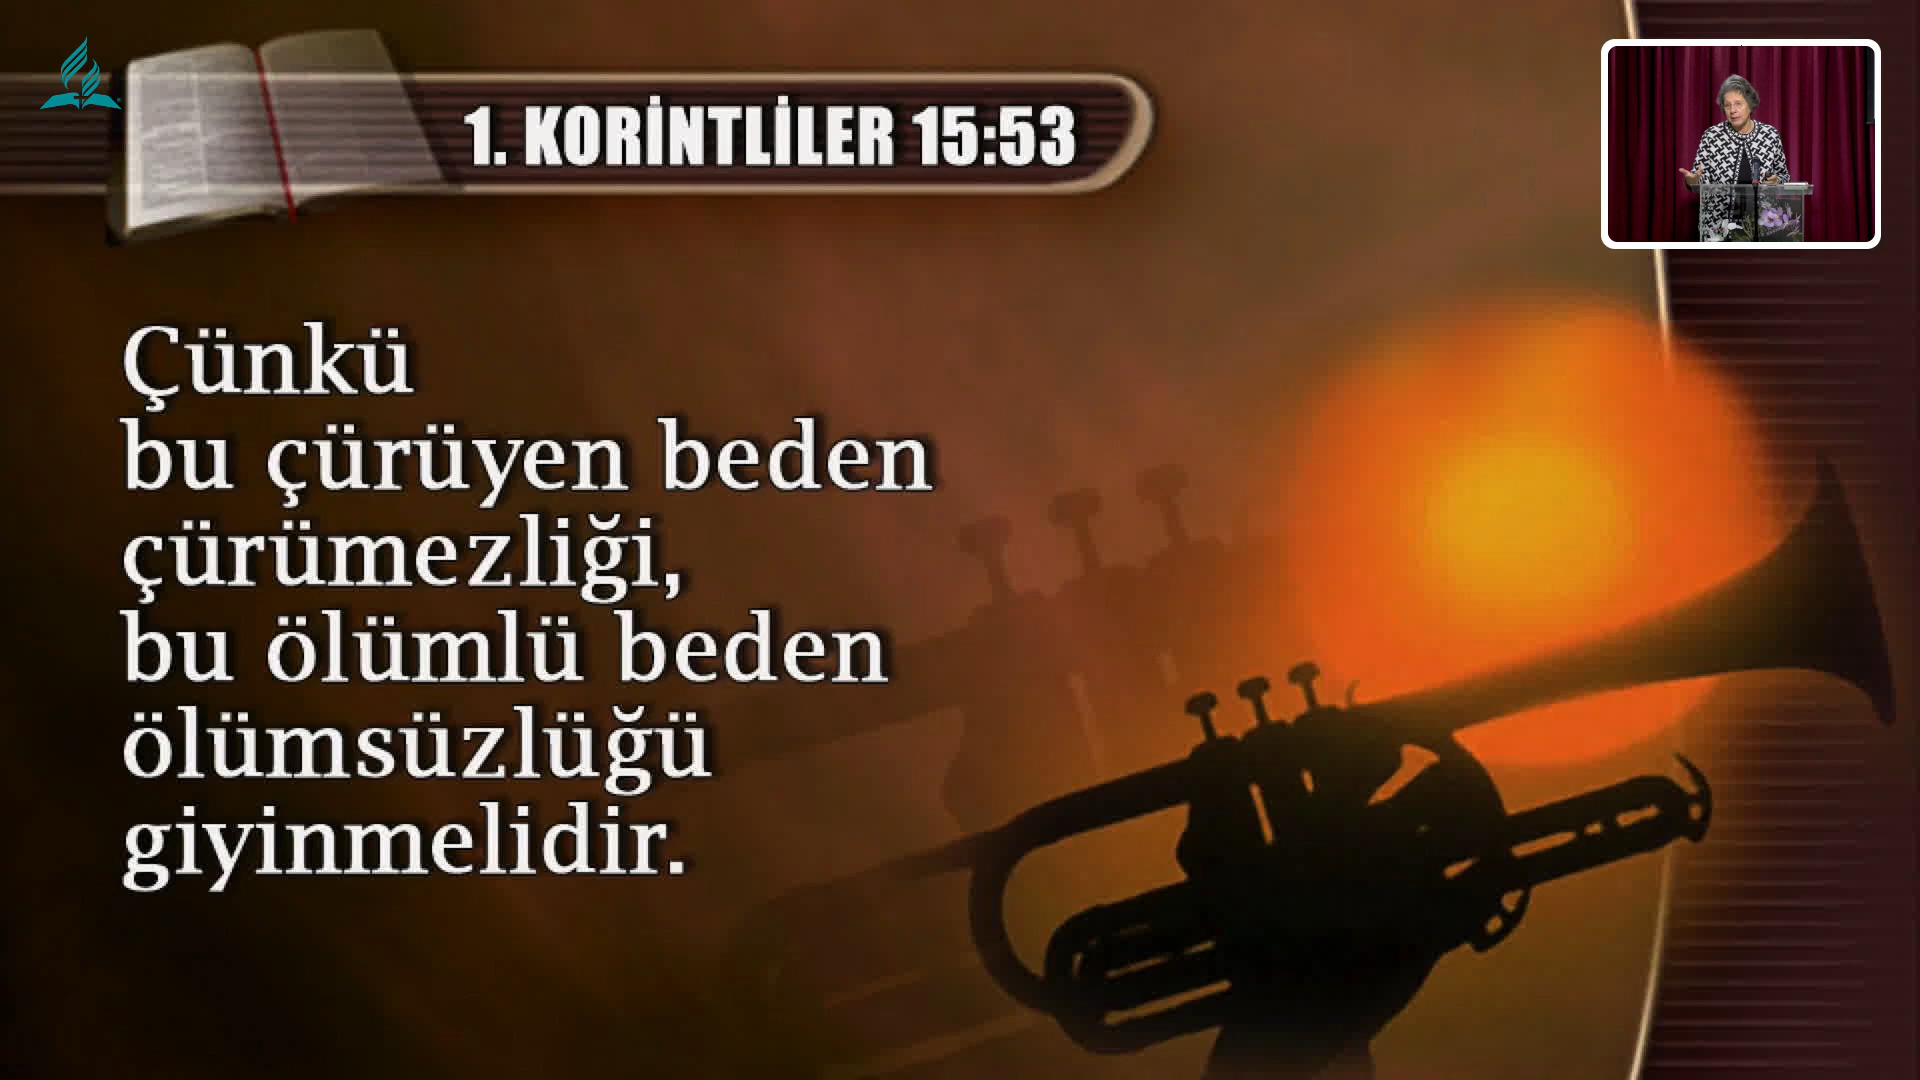 1. KORİNTLİLER 15:53
Çünkü
bu çürüyen beden
çürümezliği,
bu ölümlü beden
ölümsüzlüğü
giyinmelidir.